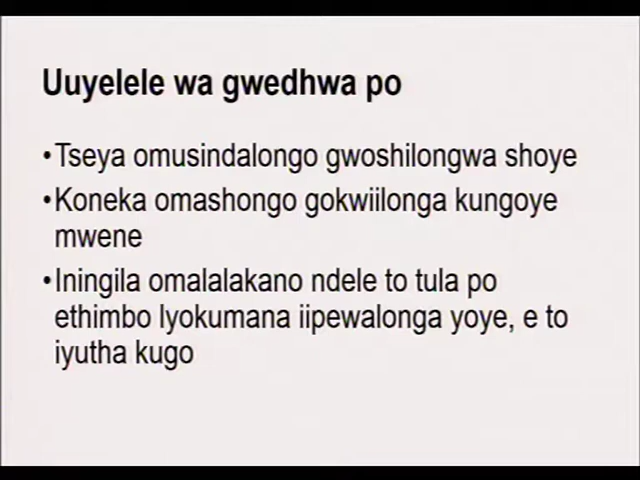 Uuyelele wa gwedhwa po
•Tseya omusindalongo gwoshilongwa shoye
•Koneka omashongo gokwiilonga kungoye
mwene
•Iningila omalalakano ndele to tula po
ethimbo lyokumana iipewalonga yoye, e to
iyutha kugo